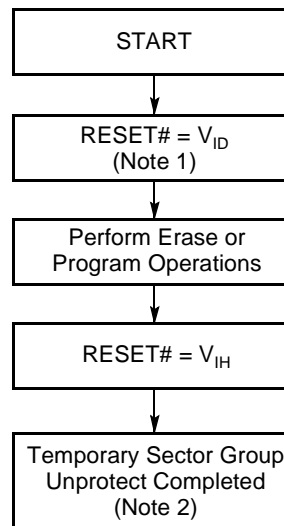 START
RESET# = VID
(Note 1)
Perform Erase or
Program Operations
RESET# = VIH
Temporary Sector Group
Unprotect Completed
(Note 2)